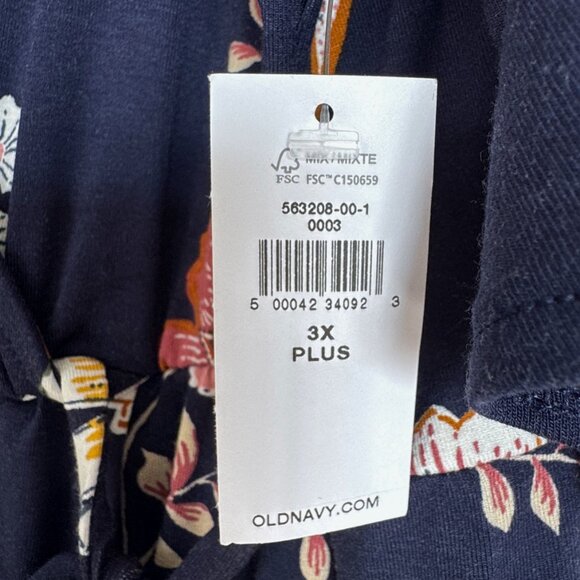 MIX/MIXTE
FSC FSC™ C150659
563208-00-1
0003
5 00042 34092 3
3X
PLUS
OLDNAVY.COM